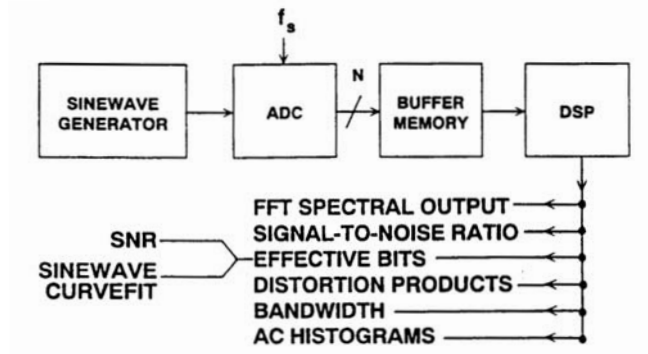 fs
N
SINEWAVE
GENERATOR
ADC
BUFFER
MEMORY
DSP
FFT SPECTRAL OUTPUT
SIGNAL-TO-NOISE RATIO
SNR
EFFECTIVE BITS
SINEWAVE
CURVEFIT
DISTORTION PRODUCTS
BANDWIDTH
AC HISTOGRAMS